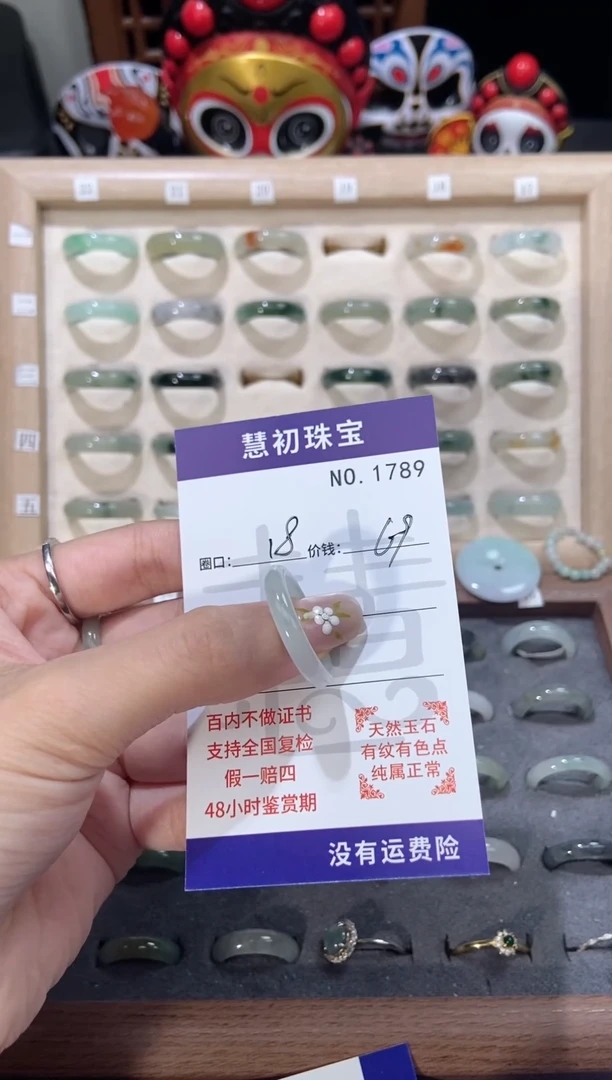 四
五
慧初珠宝
NO.1789
圈口: 18 价钱: 69
百内不做证书
支持全国复检
假一赔四
48小时鉴赏期
天然玉石
有纹有色点
纯属正常
没有运费险